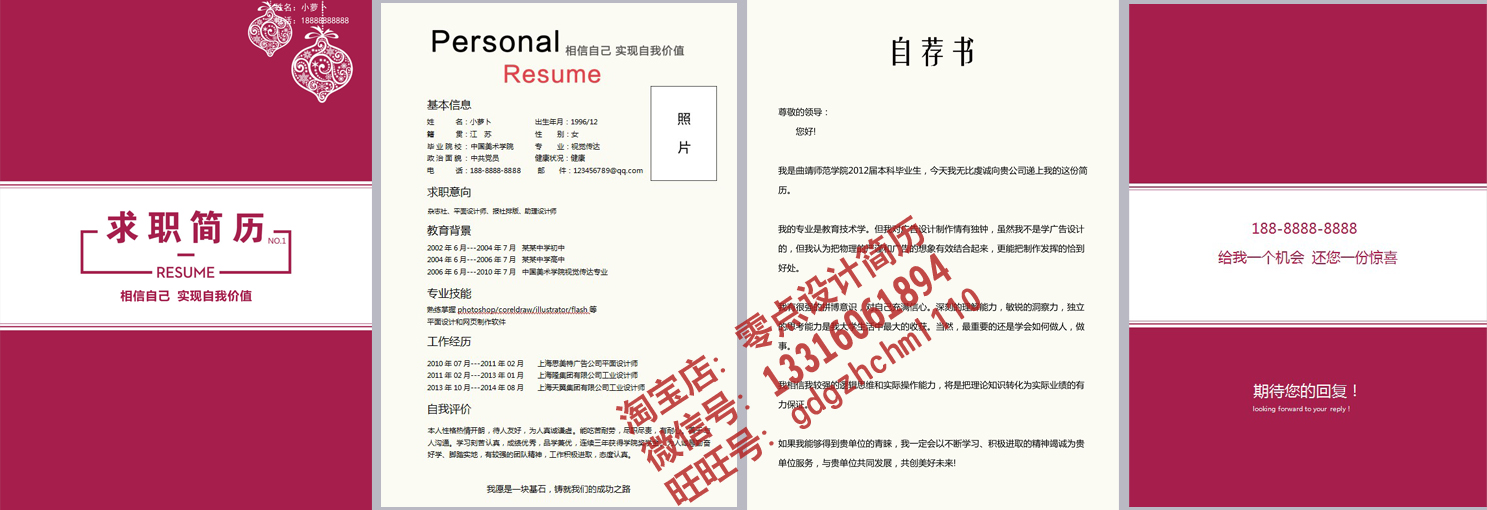 姓名：小萝卜
电话：18888888888
求职简历
NO.1
RESUME
相信自己 实现自我价值
Personal 相信自己 实现自我价值
Resume
照
片
基本信息
姓 名：小萝卜 出生年月：1996/12
籍 贯：江 苏 性 别：女
毕业院校：中国美术学院 专 业：视觉传达
政治面貌：中共党员 健康状况：健康
电 话：188-8888-8888 邮 件：123456789@qq.com
求职意向
杂志社、平面设计师、报社排版、助理设计师
教育背景
2002 年 6 月---2004 年 7 月 某某中学初中
2004 年 6 月---2006 年 7 月 某某中学高中
2006 年 6 月---2010 年 7 月 中国美术学院视觉传达专业
专业技能
熟练掌握 photoshop/coreldraw/illustrator/flash 等
平面设计和网页制作软件
工作经历
2010 年 07 月---2011 年 02 月 上海思美特广告公司平面设计师
2011 年 02 月---2013 年 01 月 上海隆集团有限公司工业设计师
2013 年 10 月---2014 年 08 月 上海天翼集团有限公司工业设计师
自我评价
本人性格热情开朗，待人友好，为人真诚谦虚。能吃苦耐劳，尽职尽责，有耐心
人沟通。学习刻苦认真，成绩优秀，品学兼优，连续三年获得学院奖学
好学、脚踏实地，有较强的团队精神，工作积极进取，态度认真。
我愿是一块基石，铸就我们的成功之路
自荐书
尊敬的领导：
您好!
我是曲靖师范学院2012届本科毕业生，今天我无比虔诚向贵公司递上我的这份简
历。
我的专业是教育技术学。但我对广告设计制作情有独钟，虽然我不是学广告设计
的，但我认为把物理的 和广告的想象有效结合起来，更能把制作发挥的恰到
好处。
我有很强的拼搏意识，对自己充满信心。深刻的理解能力，敏锐的洞察力，独立
的思考能力是我大学生活中最大的收获。当然，最重要的还是学会如何做人，做
事。
我相信我较强的逻辑思维和实际操作能力，将是把理论知识转化为实际业绩的有
力保证。
如果我能够得到贵单位的青睐，我一定会以不断学习、积极进取的精神竭诚为贵
单位服务，与贵单位共同发展，共创美好未来!
淘宝店：零点设计简历
微信号：13316061894
旺旺号：gdgzhchml110
188-8888-8888
给我一个机会 还您一份惊喜
期待您的回复！
looking forward to your reply！